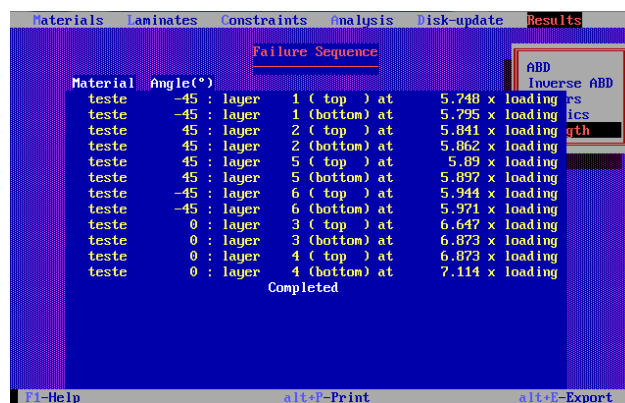 Materials Laminates Constraints Analysis Disk-update Results
Failure Sequence
ABD
Inverse ABD
rs
ics
gth
Material Angle(°)
teste -45 : layer 1 ( top ) at 5.748 x loading
teste -45 : layer 1 (bottom) at 5.795 x loading
teste 45 : layer 2 ( top ) at 5.841 x loading
teste 45 : layer 2 (bottom) at 5.862 x loading
teste 45 : layer 5 ( top ) at 5.89 x loading
teste 45 : layer 5 (bottom) at 5.897 x loading
teste -45 : layer 6 ( top ) at 5.944 x loading
teste -45 : layer 6 (bottom) at 5.971 x loading
teste 0 : layer 3 ( top ) at 6.647 x loading
teste 0 : layer 3 (bottom) at 6.873 x loading
teste 0 : layer 4 ( top ) at 6.873 x loading
teste 0 : layer 4 (bottom) at 7.114 x loading
Completed
F1-Help alt+P-Print alt+E-Export